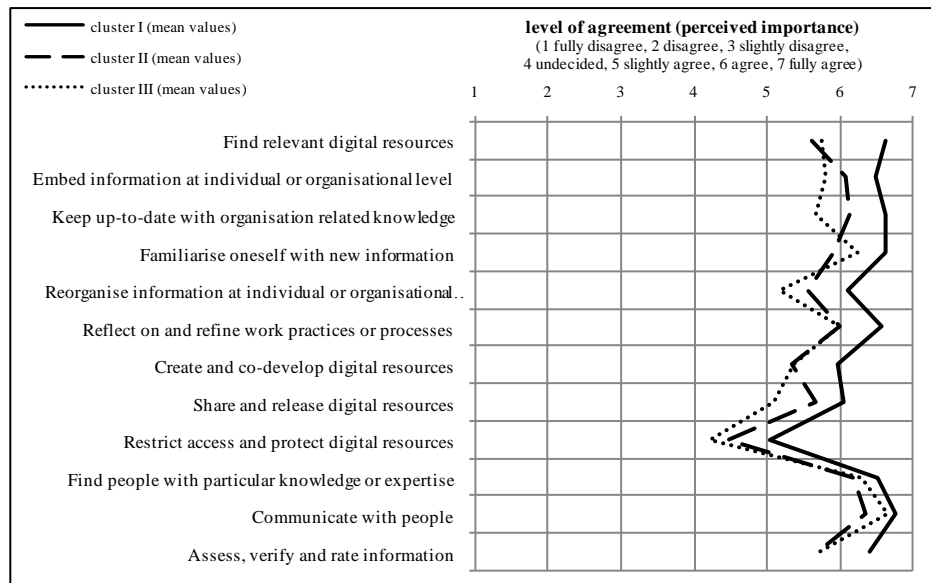 cluster I (mean values)
cluster II (mean values)
cluster III (mean values)
level of agreement (perceived importance)
(1 fully disagree, 2 disagree, 3 slightly disagree,
4 undecided, 5 slightly agree, 6 agree, 7 fully agree)
1 2 3 4 5 6 7
Find relevant digital resources
Embed information at individual or organisational level
Keep up-to-date with organisation related knowledge
Familiarise oneself with new information
Reorganise information at individual or organisational…
Reflect on and refine work practices or processes
Create and co-develop digital resources
Share and release digital resources
Restrict access and protect digital resources
Find people with particular knowledge or expertise
Communicate with people
Assess, verify and rate information